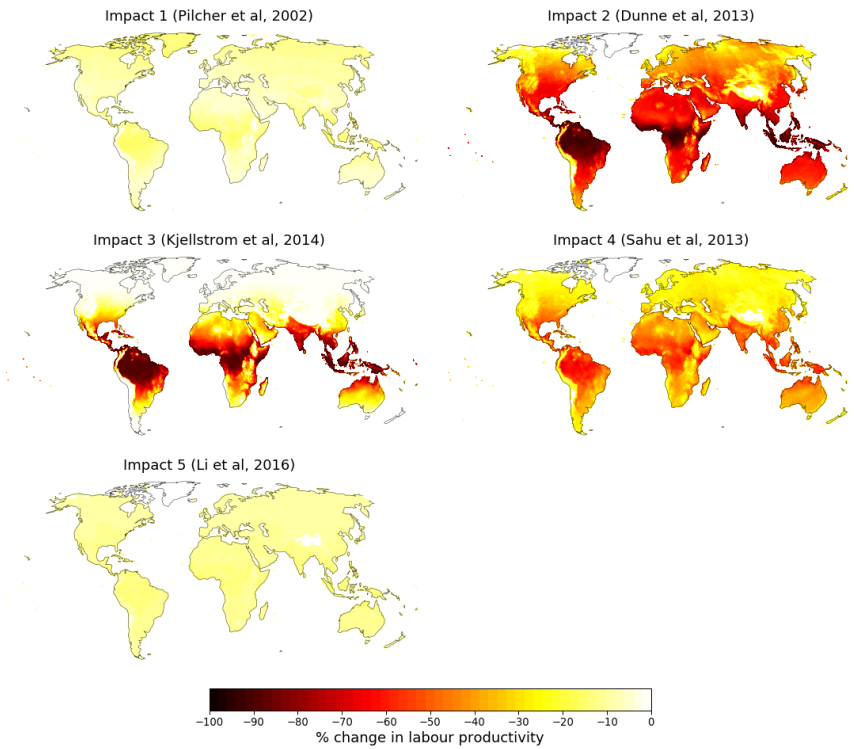 Impact 1 (Pilcher et al, 2002)
Impact 2 (Dunne et al, 2013)
Impact 3 (Kjellstrom et al, 2014)
Impact 4 (Sahu et al, 2013)
Impact 5 (Li et al, 2016)
-100 -90 -80 -70 -60 -50 -40 -30 -20 -10 0
% change in labour productivity